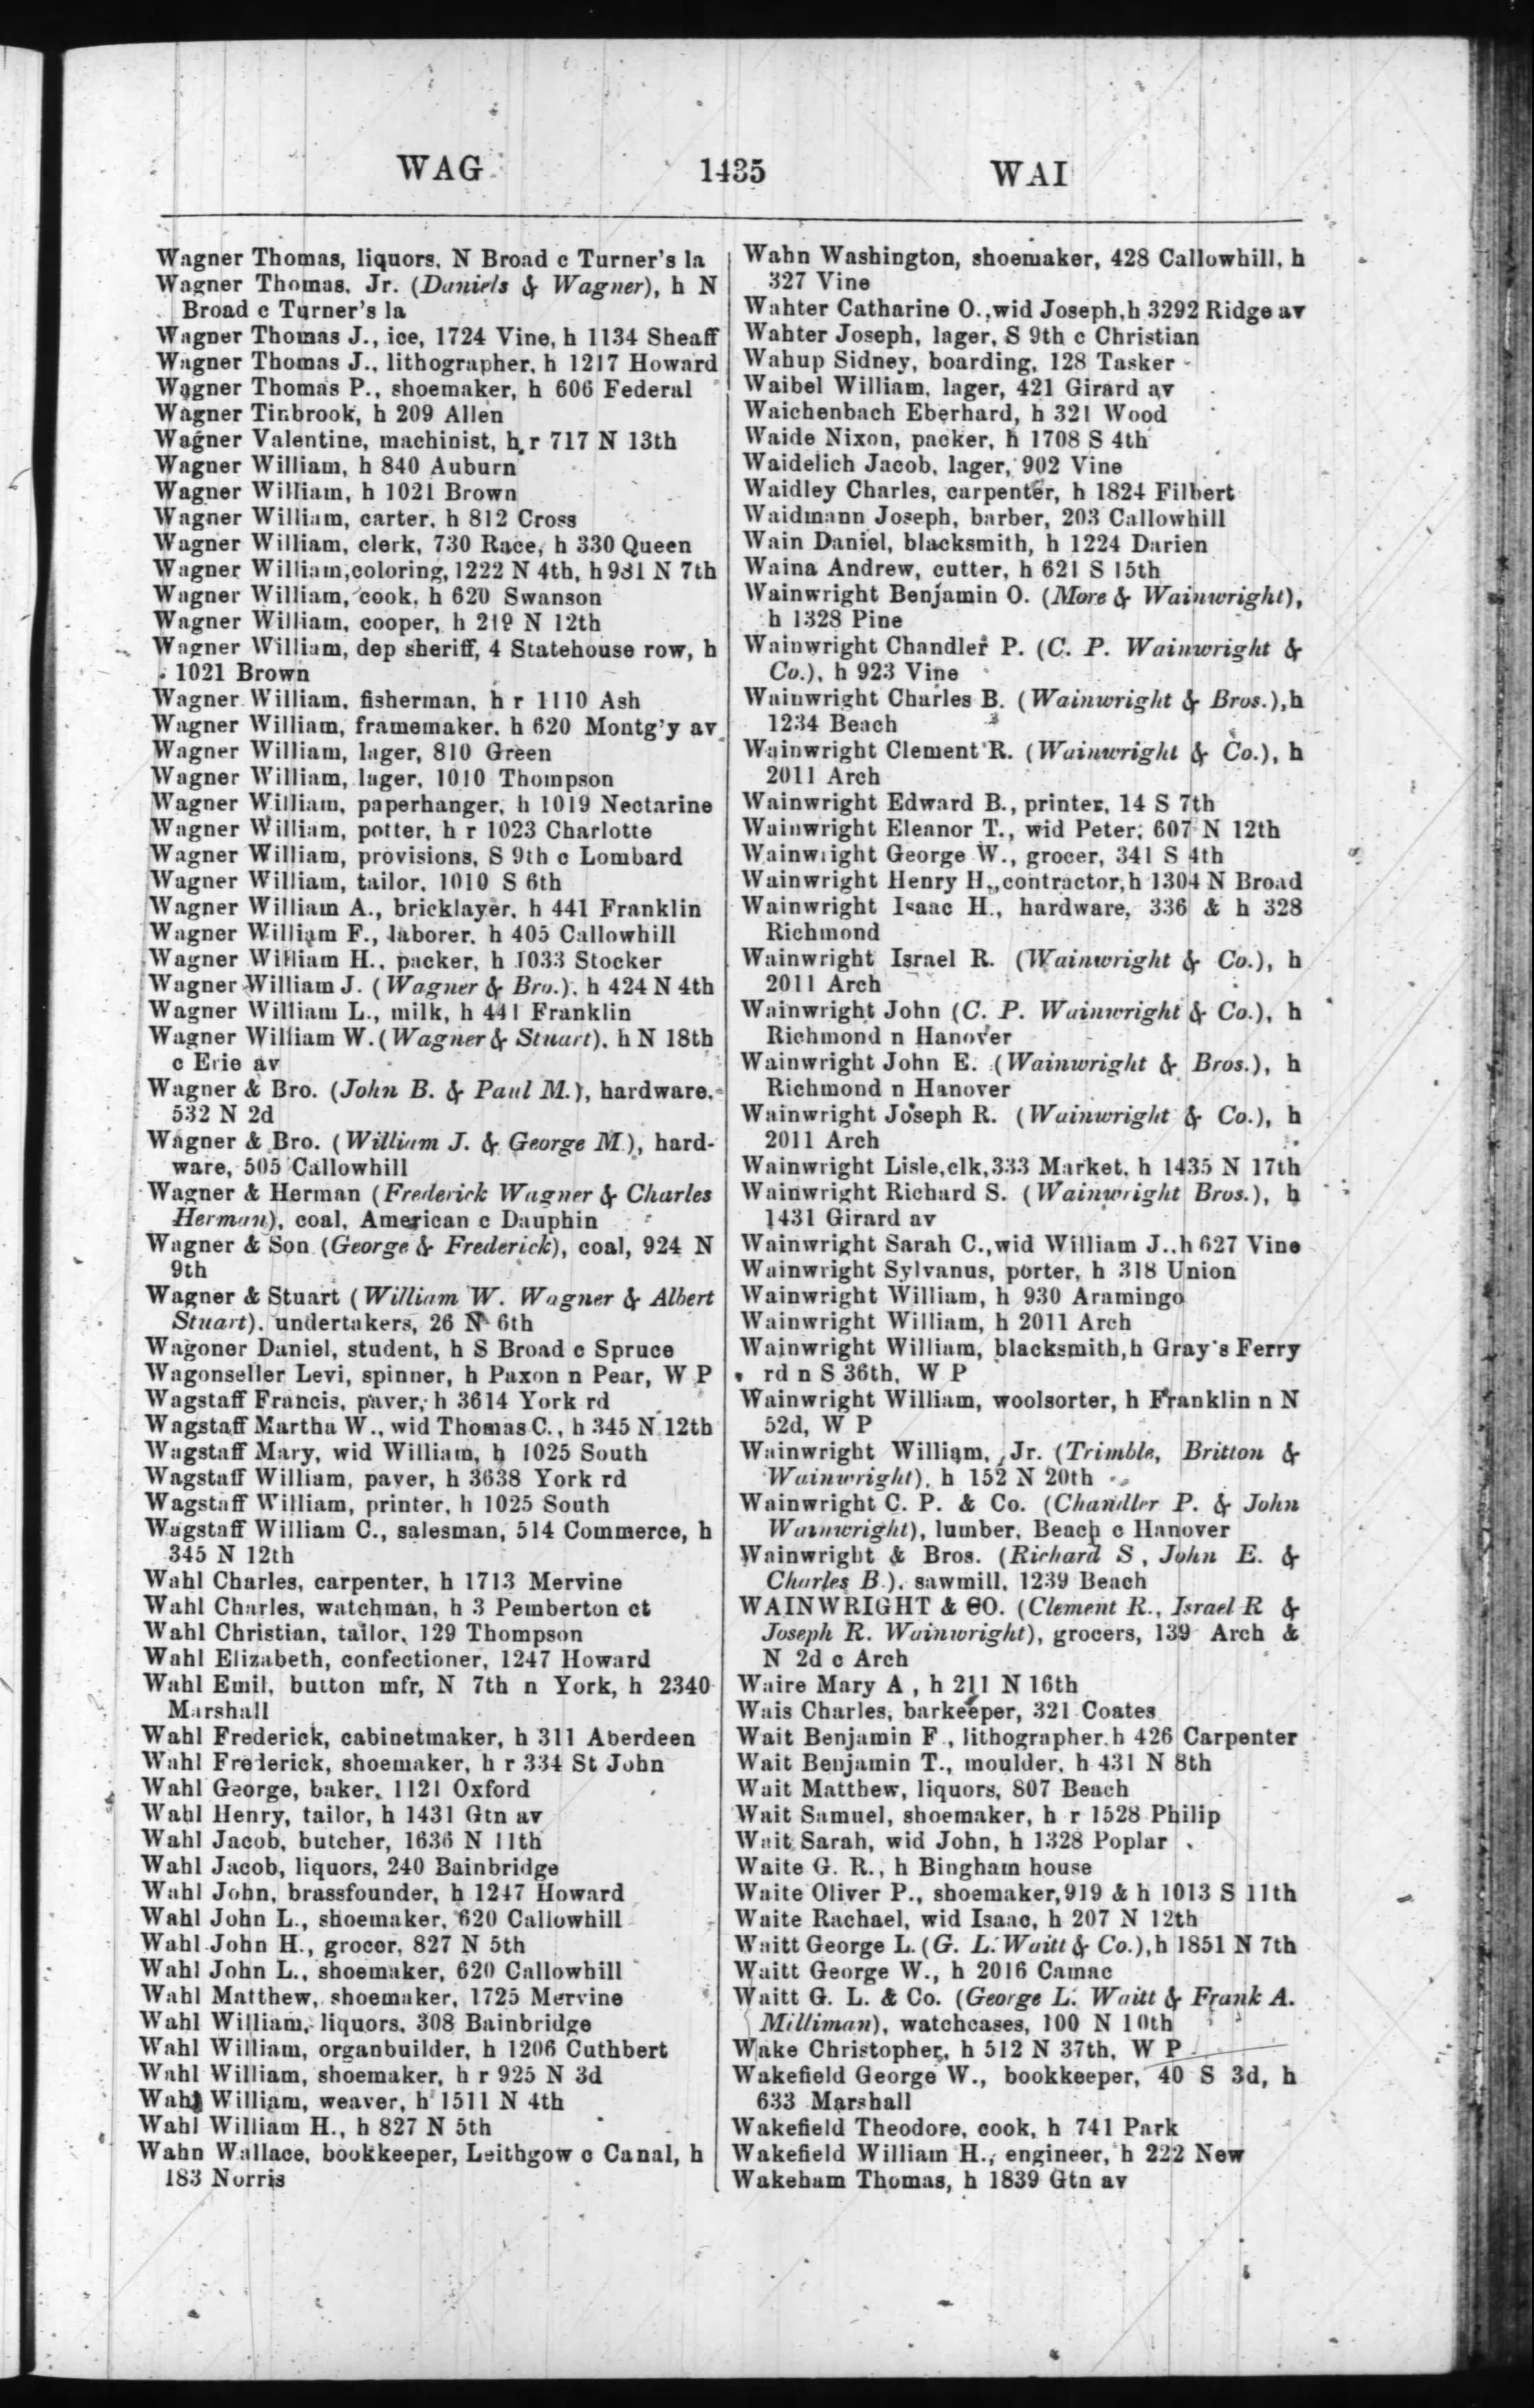 WAG 1435 WAI
Wagner Thomas, liquors, N Broad c Turner's la
Wagner Thomas, Jr. (Daniels & Wagner), h N
Broad c Turner's la
Wagner Thomas J., ice, 1724 Vine, h 1134 Sheaff
Wagner Thomas J., lithographer, h 1217 Howard
Wagner Thomas P., shoemaker, h 606 Federal
Wagner Tinbrook, h 209 Allen
Wagner Valentine, machinist, h r 717 N 13th
Wagner William, h 840 Auburn
Wagner William, h 1021 Brown
Wagner William, carter, h 812 Cross
Wagner William, clerk, 730 Race, h 330 Queen
Wagner William, coloring, 1222 N 4th, h 931 N 7th
Wagner William, cook, h 620 Swanson
Wagner William, cooper, h 219 N 12th
Wagner William, dep sheriff, 4 Statehouse row, h
1021 Brown
Wagner William, fisherman, h r 1110 Ash
Wagner William, framemaker, h 620 Montg'y av
Wagner William, lager, 810 Green
Wagner William, lager, 1010 Thompson
Wagner William, paperhanger, h 1019 Nectarine
Wagner William, potter, h r 1023 Charlotte
Wagner William, provisions, S 9th c Lombard
Wagner William, tailor, 1010 S 6th
Wagner William A., bricklayer, h 441 Franklin
Wagner William F., laborer, h 405 Callowhill
Wagner William H., packer, h 1033 Stocker
Wagner William J. (Wagner & Bro.), h 424 N 4th
Wagner William L., milk, h 441 Franklin
Wagner William W. (Wagner & Stuart), h N 18th
c Erie av
Wagner & Bro. (John B. & Paul M.), hardware,
532 N 2d
Wagner & Bro. (William J. & George M.), hard-
ware, 505 Callowhill
Wagner & Herman (Frederick Wagner & Charles
Herman), coal, American c Dauphin
Wagner & Son (George & Frederick), coal, 924 N
9th
Wagner & Stuart (William W. Wagner & Albert
Stuart), undertakers, 26 N 6th
Wagoner Daniel, student, h S Broad c Spruce
Wagonseller Levi, spinner, h Paxon n Pear, W P
Wagstaff Francis, paver, h 3614 York rd
Wagstaff Martha W., wid Thomas C., h 345 N 12th
Wagstaff Mary, wid William, h 1025 South
Wagstaff William, paver, h 3638 York rd
Wagstaff William, printer, h 1025 South
Wagstaff William C., salesman, 514 Commerce, h
345 N 12th
Wahl Charles, carpenter, h 1713 Mervine
Wahl Charles, watchman, h 3 Pemberton ct
Wahl Christian, tailor, 129 Thompson
Wahl Elizabeth, confectioner, 1247 Howard
Wahl Emil, button mfr, N 7th n York, h 2340
Marshall
Wahl Frederick, cabinetmaker, h 311 Aberdeen
Wahl Frederick, shoemaker, h r 334 St John
Wahl George, baker, 1121 Oxford
Wahl Henry, tailor, h 1431 Gtn av
Wahl Jacob, butcher, 1636 N 11th
Wahl Jacob, liquors, 240 Bainbridge
Wahl John, brassfounder, h 1247 Howard
Wahl John L., shoemaker, 620 Callowhill
Wahl John H., grocer, 827 N 5th
Wahl John L., shoemaker, 620 Callowhill
Wahl Matthew, shoemaker, 1725 Mervine
Wahl William, liquors, 308 Bainbridge
Wahl William, organbuilder, h 1206 Cuthbert
Wahl William, shoemaker, h r 925 N 3d
Wahl William, weaver, h 1511 N 4th
Wahl William H., h 827 N 5th
Wahn Wallace, bookkeeper, Leithgow c Canal, h
183 Norris
Wahn Washington, shoemaker, 428 Callowhill, h
327 Vine
Wahter Catharine O., wid Joseph, h 3292 Ridge av
Wahter Joseph, lager, S 9th c Christian
Wahup Sidney, boarding, 128 Tasker
Waibel William, lager, 421 Girard av
Waichenbach Eberhard, h 321 Wood
Waide Nixon, packer, h 1708 S 4th
Waidelich Jacob, lager, 902 Vine
Waidley Charles, carpenter, h 1824 Filbert
Waidmann Joseph, barber, 203 Callowhill
Wain Daniel, blacksmith, h 1224 Darien
Waina Andrew, cutter, h 621 S 15th
Wainwright Benjamin O. (More & Wainwright),
h 1328 Pine
Wainwright Chandler P. (C. P. Wainwright &
Co.), h 923 Vine
Wainwright Charles B. (Wainwright & Bros.), h
1234 Beach
Wainwright Clement R. (Wainwright & Co.), h
2011 Arch
Wainwright Edward B., printer, 14 S 7th
Wainwright Eleanor T., wid Peter, 607 N 12th
Wainwright George W., grocer, 341 S 4th
Wainwright Henry H., contractor, h 1304 N Broad
Wainwright Isaac H., hardware, 336 & h 328
Richmond
Wainwright Israel R. (Wainwright & Co.), h
2011 Arch
Wainwright John (C. P. Wainwright & Co.), h
Richmond n Hanover
Wainwright John E. (Wainwright & Bros.), h
Richmond n Hanover
Wainwright Joseph R. (Wainwright & Co.), h
2011 Arch
Wainwright Lisle, clk, 333 Market, h 1435 N 17th
Wainwright Richard S. (Wainwright Bros.), h
1431 Girard av
Wainwright Sarah C., wid William J., h 627 Vine
Wainwright Sylvanus, porter, h 318 Union
Wainwright William, h 930 Aramingo
Wainwright William, h 2011 Arch
Wainwright William, blacksmith, h Gray's Ferry
rd n S 36th, W P
Wainwright William, woolsorter, h Franklin n N
52d, W P
Wainwright William, Jr. (Trimble, Britton &
Wainwright), h 152 N 20th
Wainwright C. P. & Co. (Chandler P. & John
Wainwright), lumber, Beach c Hanover
Wainwright & Bros. (Richard S, John E. &
Charles B.), sawmill, 1239 Beach
WAINWRIGHT & CO. (Clement R., Israel R &
Joseph R. Wainwright), grocers, 139 Arch &
N 2d c Arch
Waire Mary A, h 211 N 16th
Wais Charles, barkeeper, 321 Coates
Wait Benjamin F., lithographer, h 426 Carpenter
Wait Benjamin T., moulder, h 431 N 8th
Wait Matthew, liquors, 807 Beach
Wait Samuel, shoemaker, h r 1528 Philip
Wait Sarah, wid John, h 1328 Poplar
Waite G. R., h Bingham house
Waite Oliver P., shoemaker, 919 & h 1013 S 11th
Waite Rachael, wid Isaac, h 207 N 12th
Waitt George L. (G. L. Waitt & Co.), h 1851 N 7th
Waitt George W., h 2016 Camac
Waitt G. L. & Co. (George L. Waitt & Frank A.
Milliman), watchcases, 100 N 10th
Wake Christopher, h 512 N 37th, W P
Wakefield George W., bookkeeper, 40 S 3d, h
633 Marshall
Wakefield Theodore, cook, h 741 Park
Wakefield William H., engineer, h 222 New
Wakeham Thomas, h 1839 Gtn av